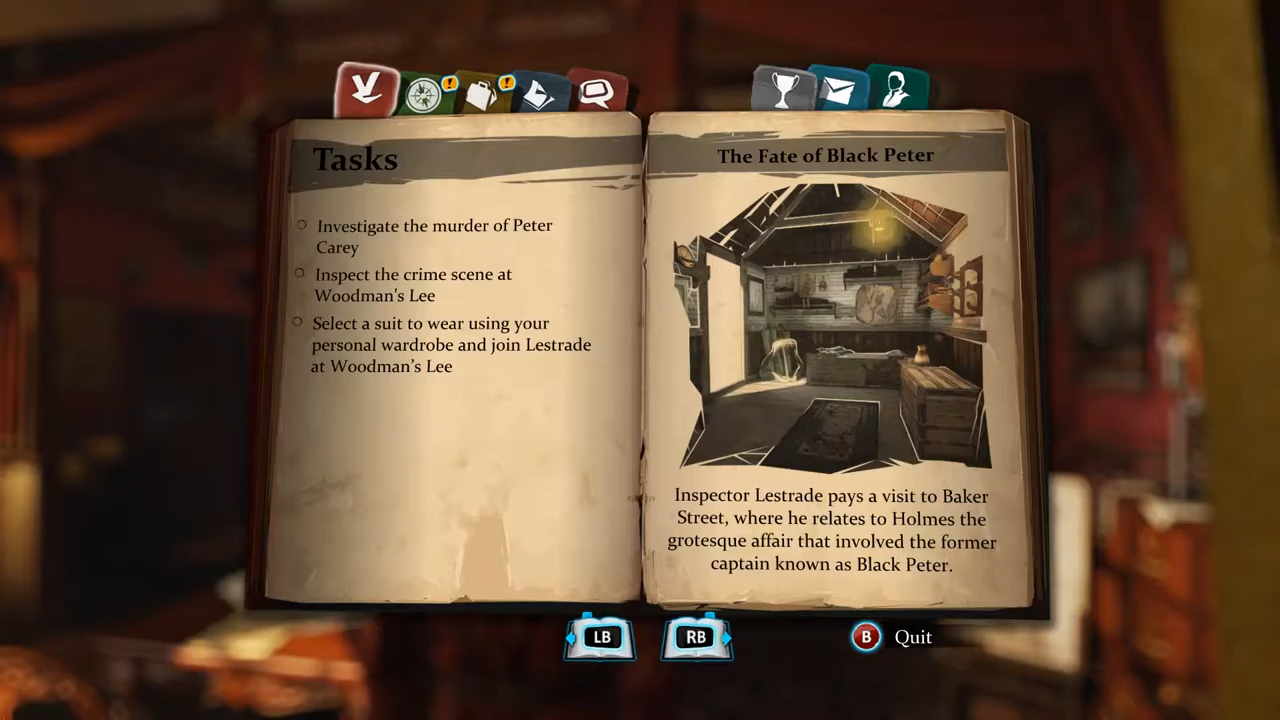 Tasks
Investigate the murder of Peter
Carey
Inspect the crime scene at
Woodman's Lee
Select a suit to wear using your
personal wardrobe and join Lestrade
at Woodman's Lee
The Fate of Black Peter
Inspector Lestrade pays a visit to Baker
Street, where he relates to Holmes the
grotesque affair that involved the former
captain known as Black Peter.
LB
RB
B Quit